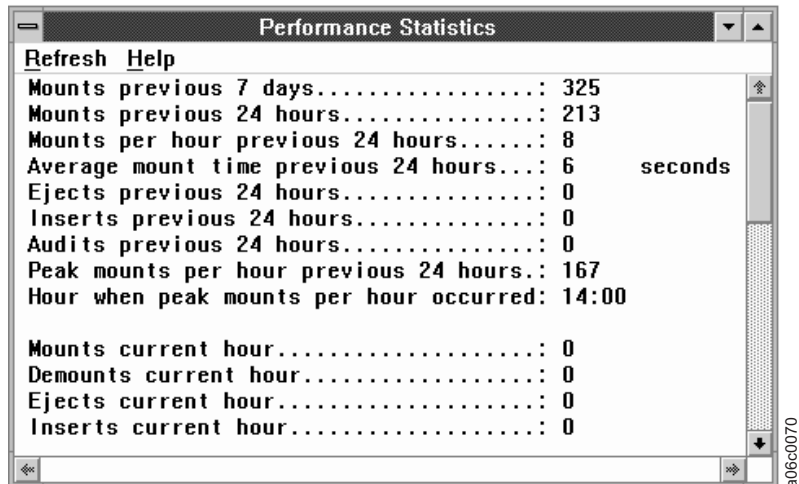 Performance Statistics
Refresh Help
Mounts previous 7 days..................: 325
Mounts previous 24 hours................: 213
Mounts per hour previous 24 hours......: 8
Average mount time previous 24 hours...: 6 seconds
Ejects previous 24 hours................: 0
Inserts previous 24 hours...............: 0
Audits previous 24 hours................: 0
Peak mounts per hour previous 24 hours.: 167
Hour when peak mounts per hour occurred: 14:00
Mounts current hour.....................: 0
Demounts current hour...................: 0
Ejects current hour.....................: 0
Inserts current hour....................: 0
a06c0070